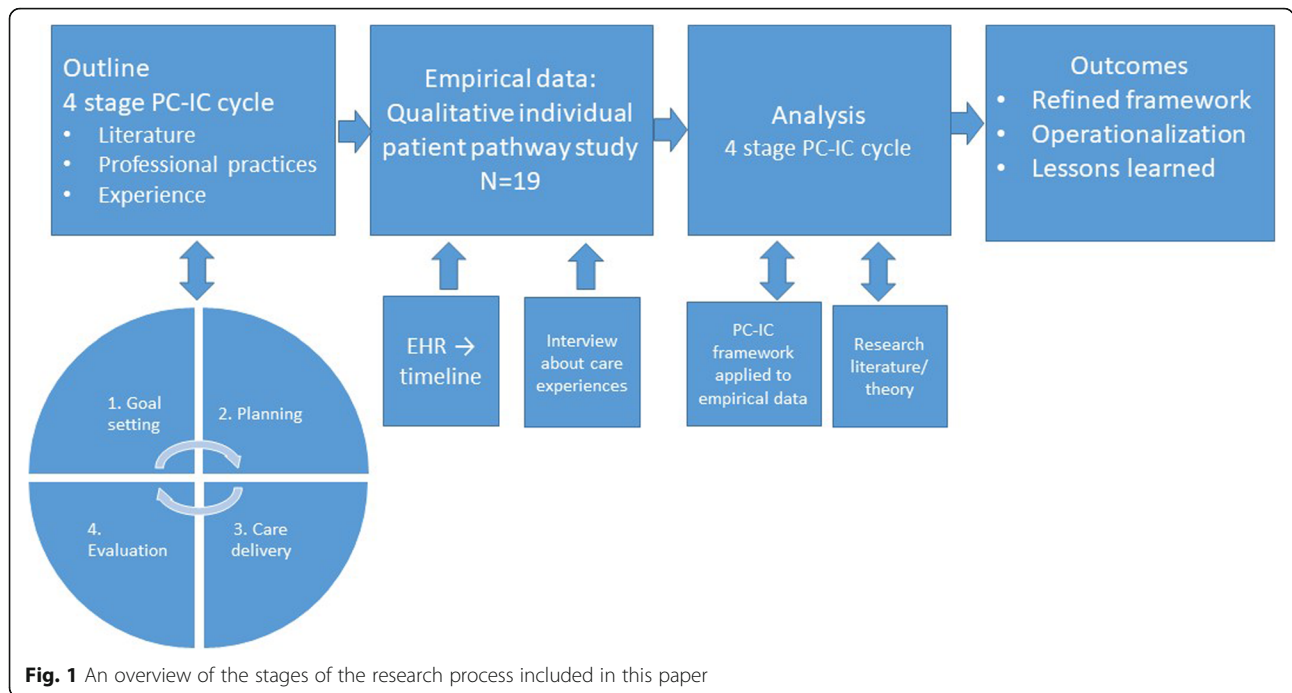 Outline
4 stage PC-IC cycle
• Literature
• Professional practices
• Experience
Empirical data:
Qualitative individual
patient pathway study
N=19
Analysis
4 stage PC-IC cycle
Outcomes
• Refined framework
• Operationalization
• Lessons learned
EHR →
timeline
Interview
about care
experiences
PC-IC
framework
applied to
empirical data
Research
literature/
theory
1. Goal
setting
2. Planning
4.
Evaluation
3. Care
delivery
Fig. 1 An overview of the stages of the research process included in this paper